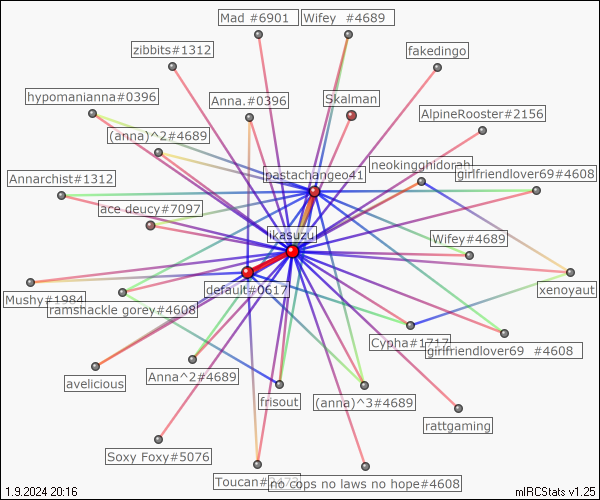 Mad #6901
Wifey #4689
zibbits#1312
fakedingo
hypomanianna#0396
Anna.#0396
Skalman
AlpineRooster#2156
(anna)^2#4689
neokingghidorah
pastachangeo41
girlfriendlover69#4608
Annarchist#1312
ace deucy#7097
ikasuzu
Wifey#4689
default#0617
xenoyaut
Mushy#1984
ramshackle gorey#4608
Cypha#1717
girlfriendlover69 #4608
avelicious
Anna^2#4689
frisout
(anna)^3#4689
rattgaming
Soxy Foxy#5076
Toucan
no cops no laws no hope#4608
1.9.2024 20:16
mIRCStats v1.25